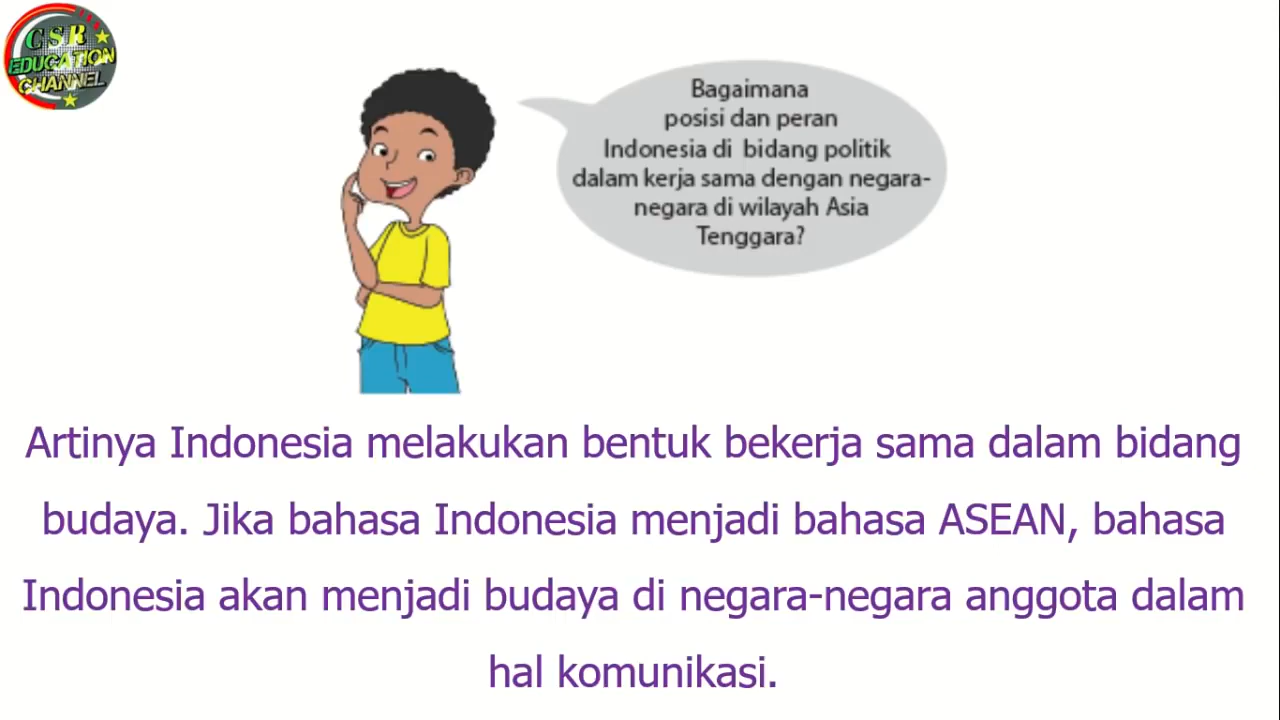 CSR
EDUCATION
CHANNEL
Bagaimana
posisi dan peran
Indonesia di bidang politik
dalam kerja sama dengan negara-
negara di wilayah Asia
Tenggara?
Artinya Indonesia melakukan bentuk bekerja sama dalam bidang
budaya. Jika bahasa Indonesia menjadi bahasa ASEAN, bahasa
Indonesia akan menjadi budaya di negara-negara anggota dalam
hal komunikasi.